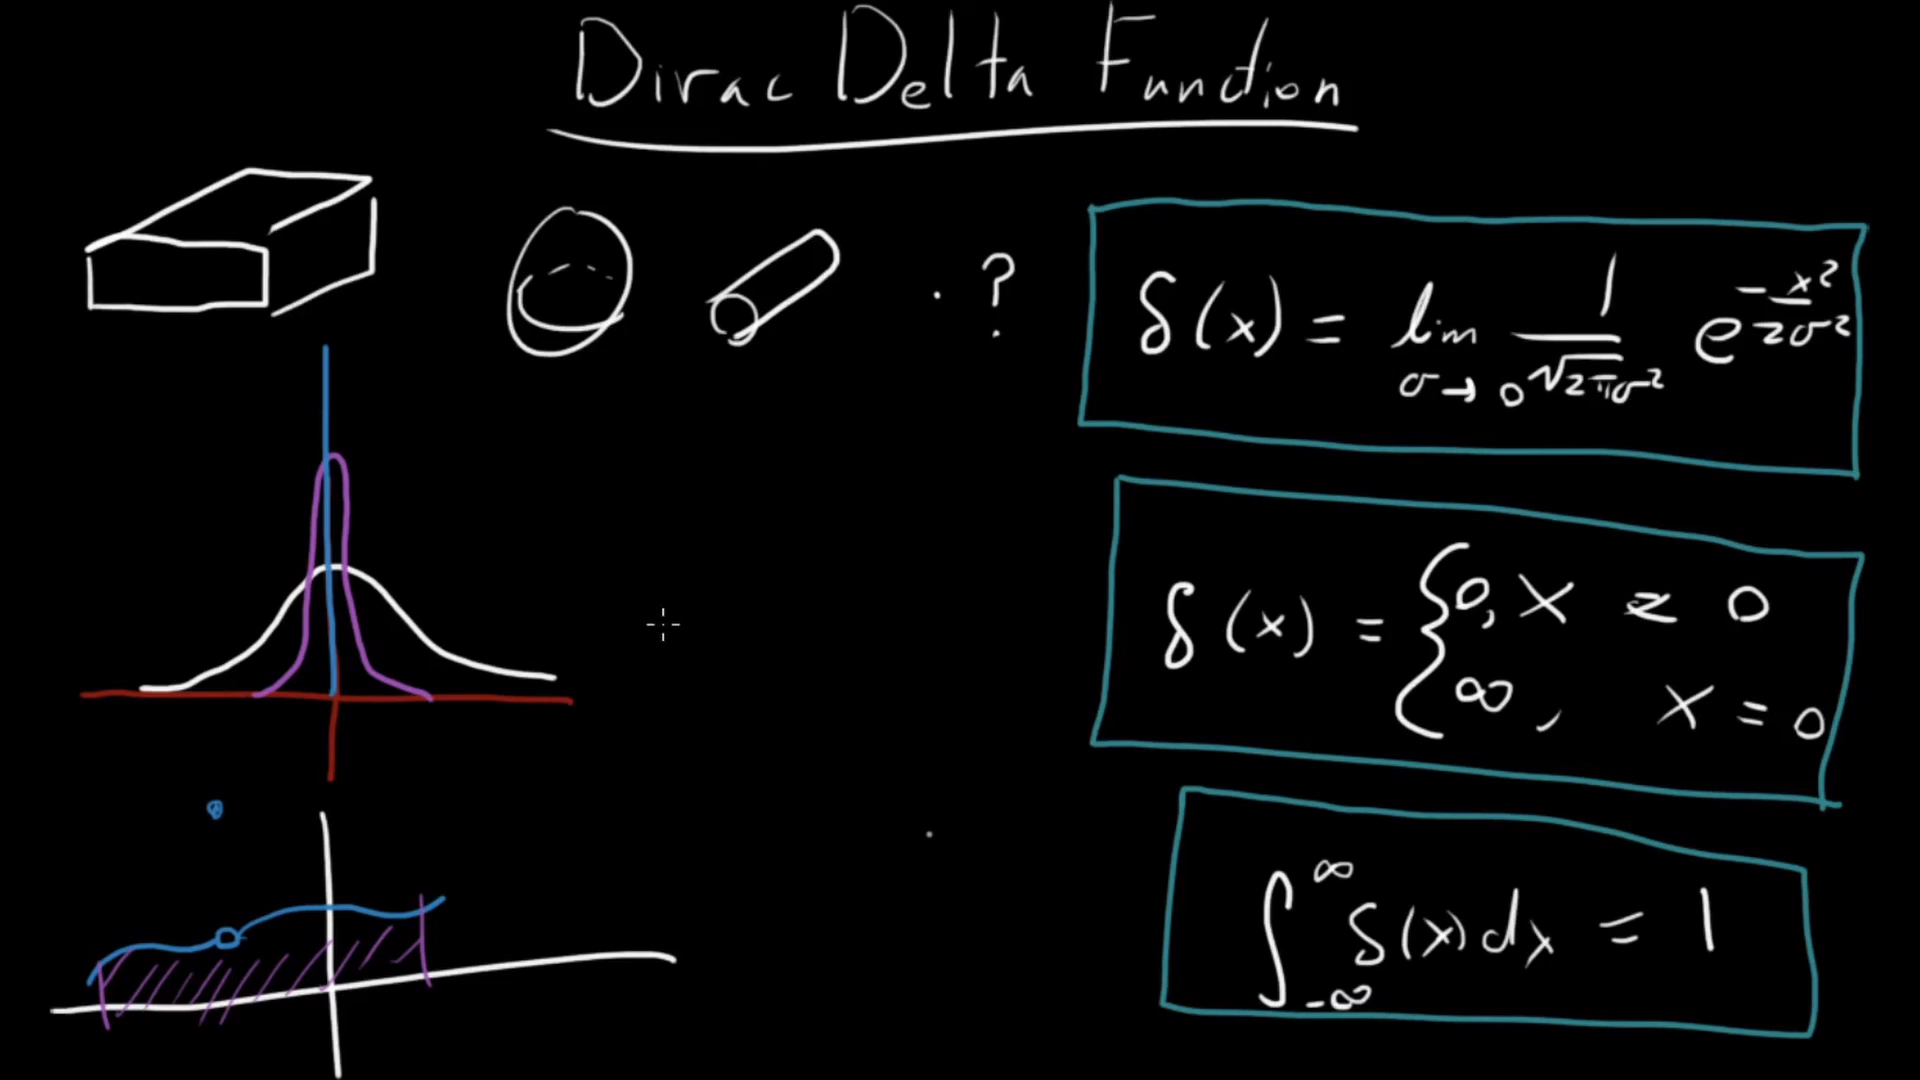 Dirac Delta Function
?
δ(x) = lim σ→0 1/√2πσ² e^(-x²/2σ²)
δ(x) = { 0, x ≠ 0
∞, x = 0
∫_{-∞}^{∞} δ(x) dx = 1